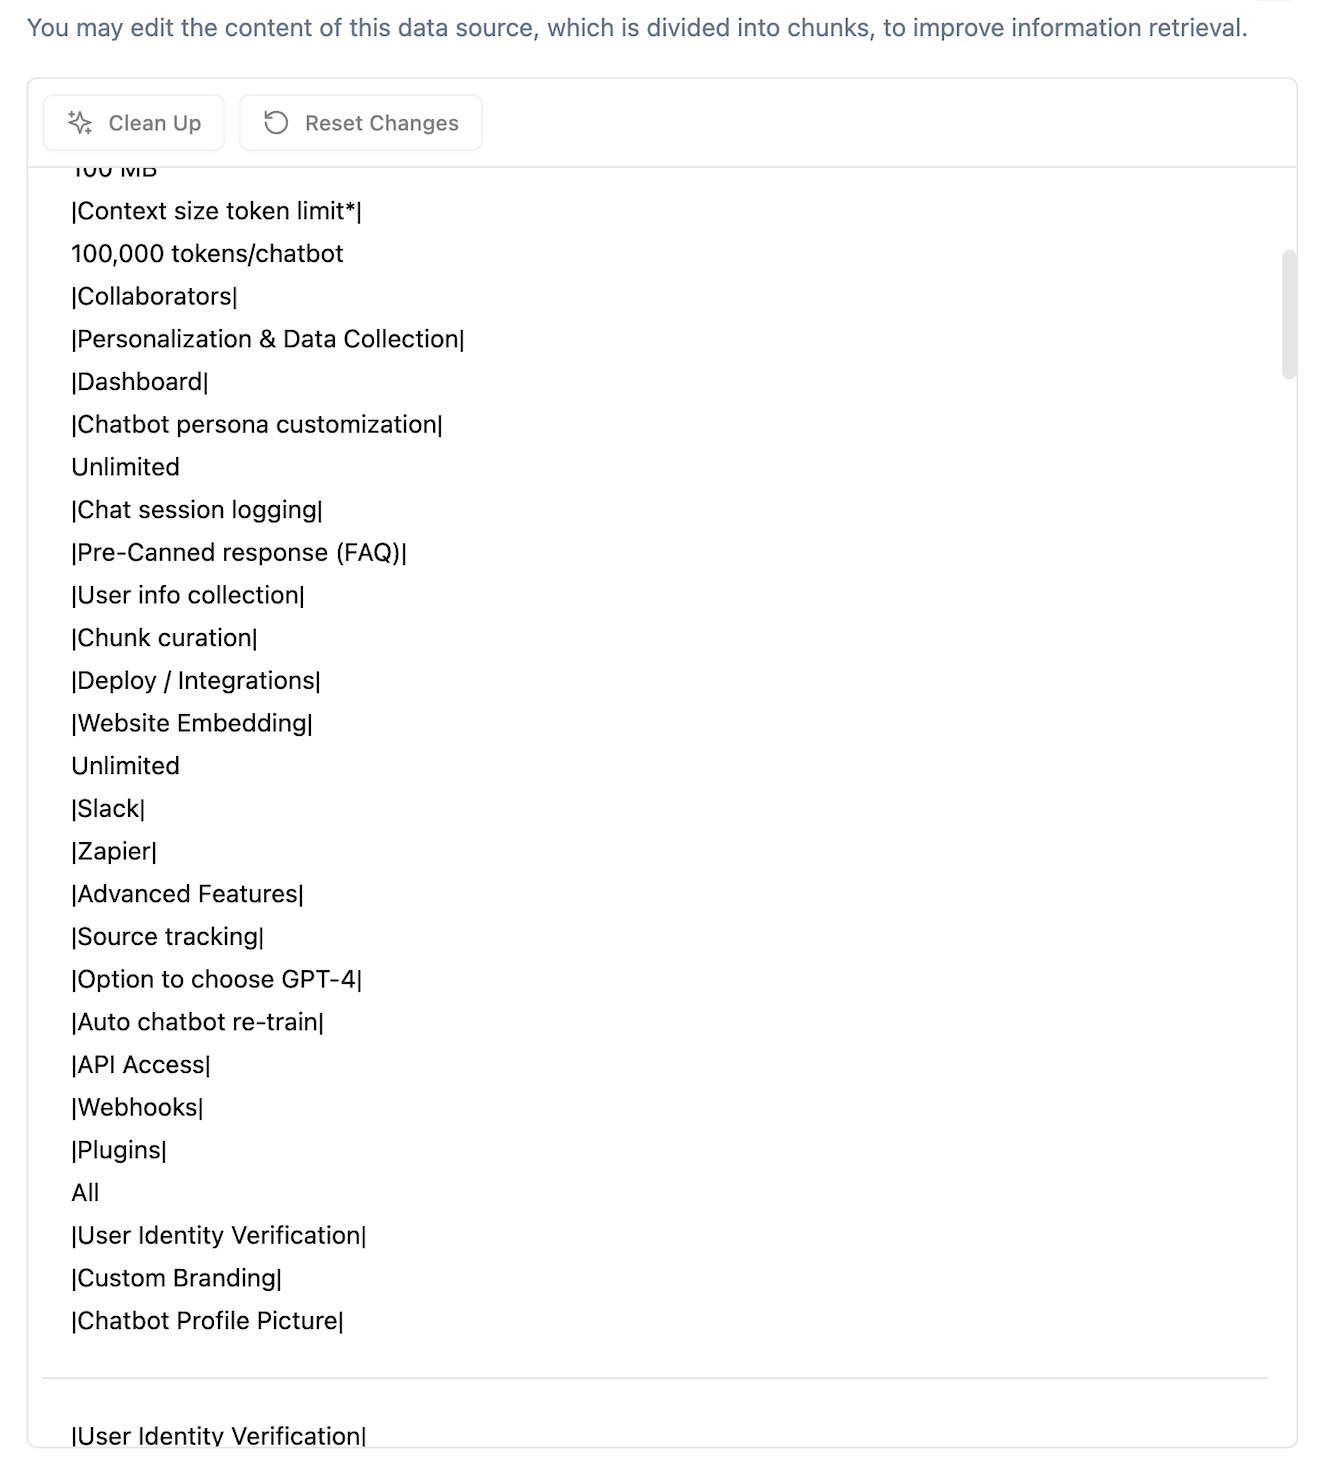 You may edit the content of this data source, which is divided into chunks, to improve information retrieval.
Clean Up
Reset Changes
100 MB
|Context size token limit*|
100,000 tokens/chatbot
|Collaborators|
|Personalization & Data Collection|
|Dashboard|
|Chatbot persona customization|
Unlimited
|Chat session logging|
|Pre-Canned response (FAQ)|
|User info collection|
|Chunk curation|
|Deploy / Integrations|
|Website Embedding|
Unlimited
|Slack|
|Zapier|
|Advanced Features|
|Source tracking|
|Option to choose GPT-4|
|Auto chatbot re-train|
|API Access|
|Webhooks|
|Plugins|
All
|User Identity Verification|
|Custom Branding|
|Chatbot Profile Picture|
|User Identity Verification|